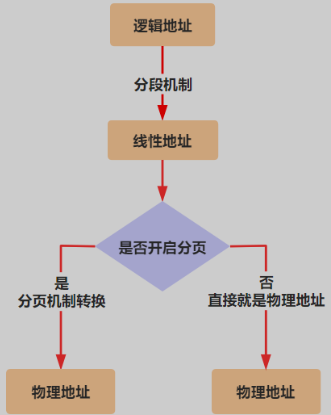 逻辑地址
分段机制
线性地址
是否开启分页
是
分页机制转换
否
直接就是物理地址
物理地址
物理地址